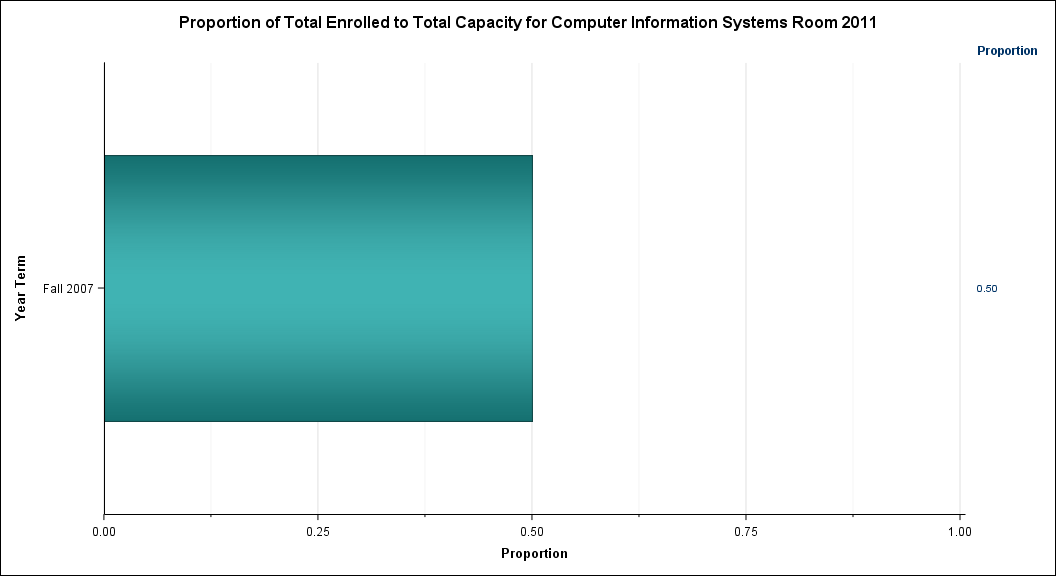 Proportion of Total Enrolled to Total Capacity for Computer Information Systems Room 2011
Proportion
Year Term
Fall 2007
0.50
0.00 0.25 0.50 0.75 1.00
Proportion